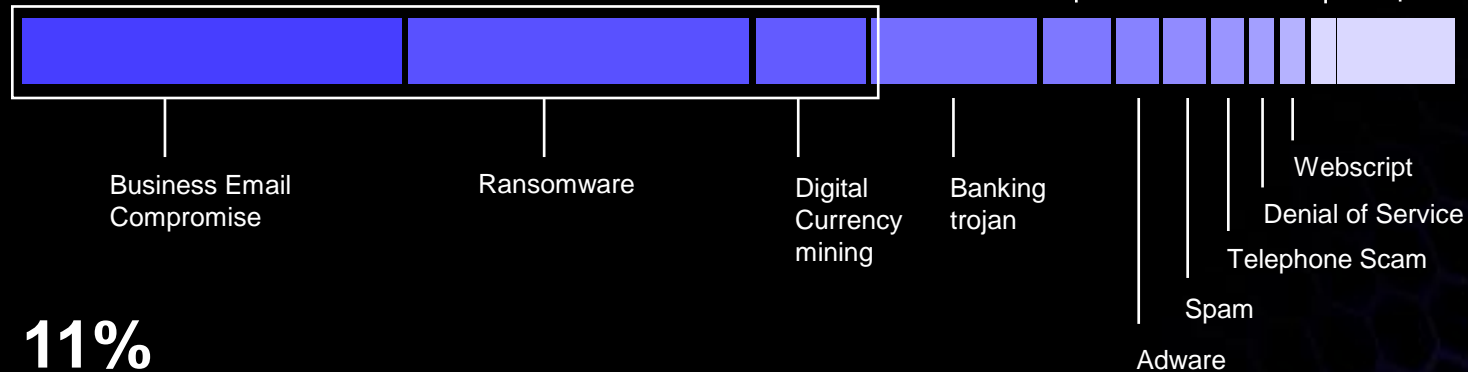 Business Email
Compromise
Ransomware
Digital
Currency
mining
Banking
trojan
Webscript
Denial of Service
Telephone Scam
Spam
Adware
11%